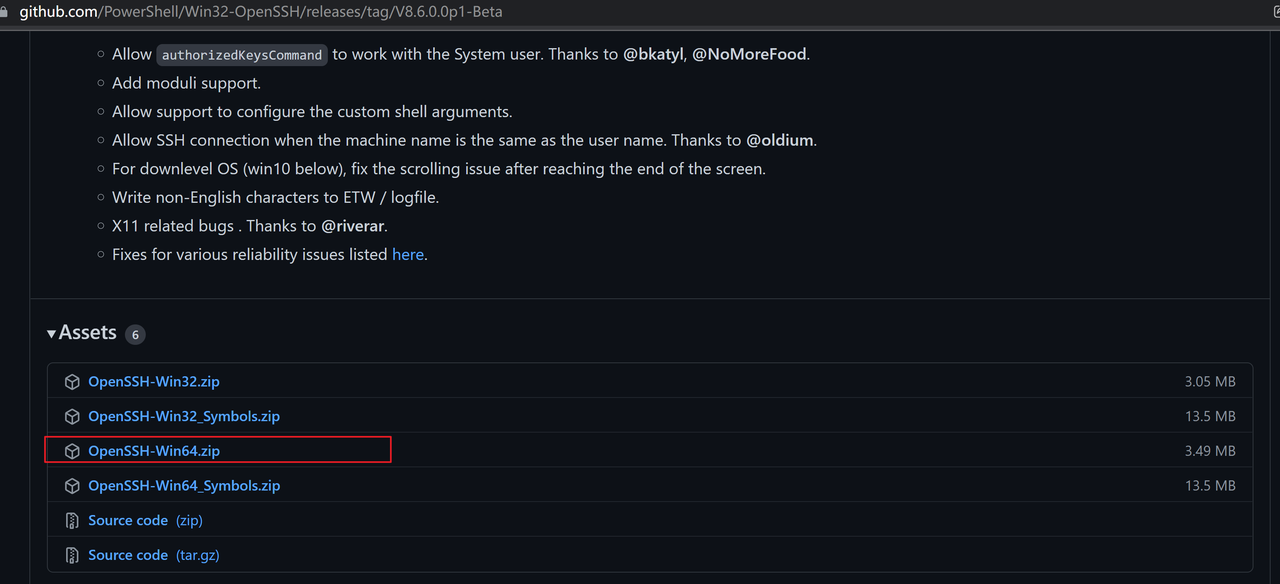 github.com/PowerShell/Win32-OpenSSH/releases/tag/V8.6.0.0p1-Beta
Allow authorizedKeysCommand to work with the System user. Thanks to @bkatyl, @NoMoreFood.
Add moduli support.
Allow support to configure the custom shell arguments.
Allow SSH connection when the machine name is the same as the user name. Thanks to @oldium.
For downlevel OS (win10 below), fix the scrolling issue after reaching the end of the screen.
Write non-English characters to ETW / logfile.
X11 related bugs . Thanks to @riverar.
Fixes for various reliability issues listed here.
Assets 6
OpenSSH-Win32.zip 3.05 MB
OpenSSH-Win32_Symbols.zip 13.5 MB
OpenSSH-Win64.zip 3.49 MB
OpenSSH-Win64_Symbols.zip 13.5 MB
Source code (zip)
Source code (tar.gz)